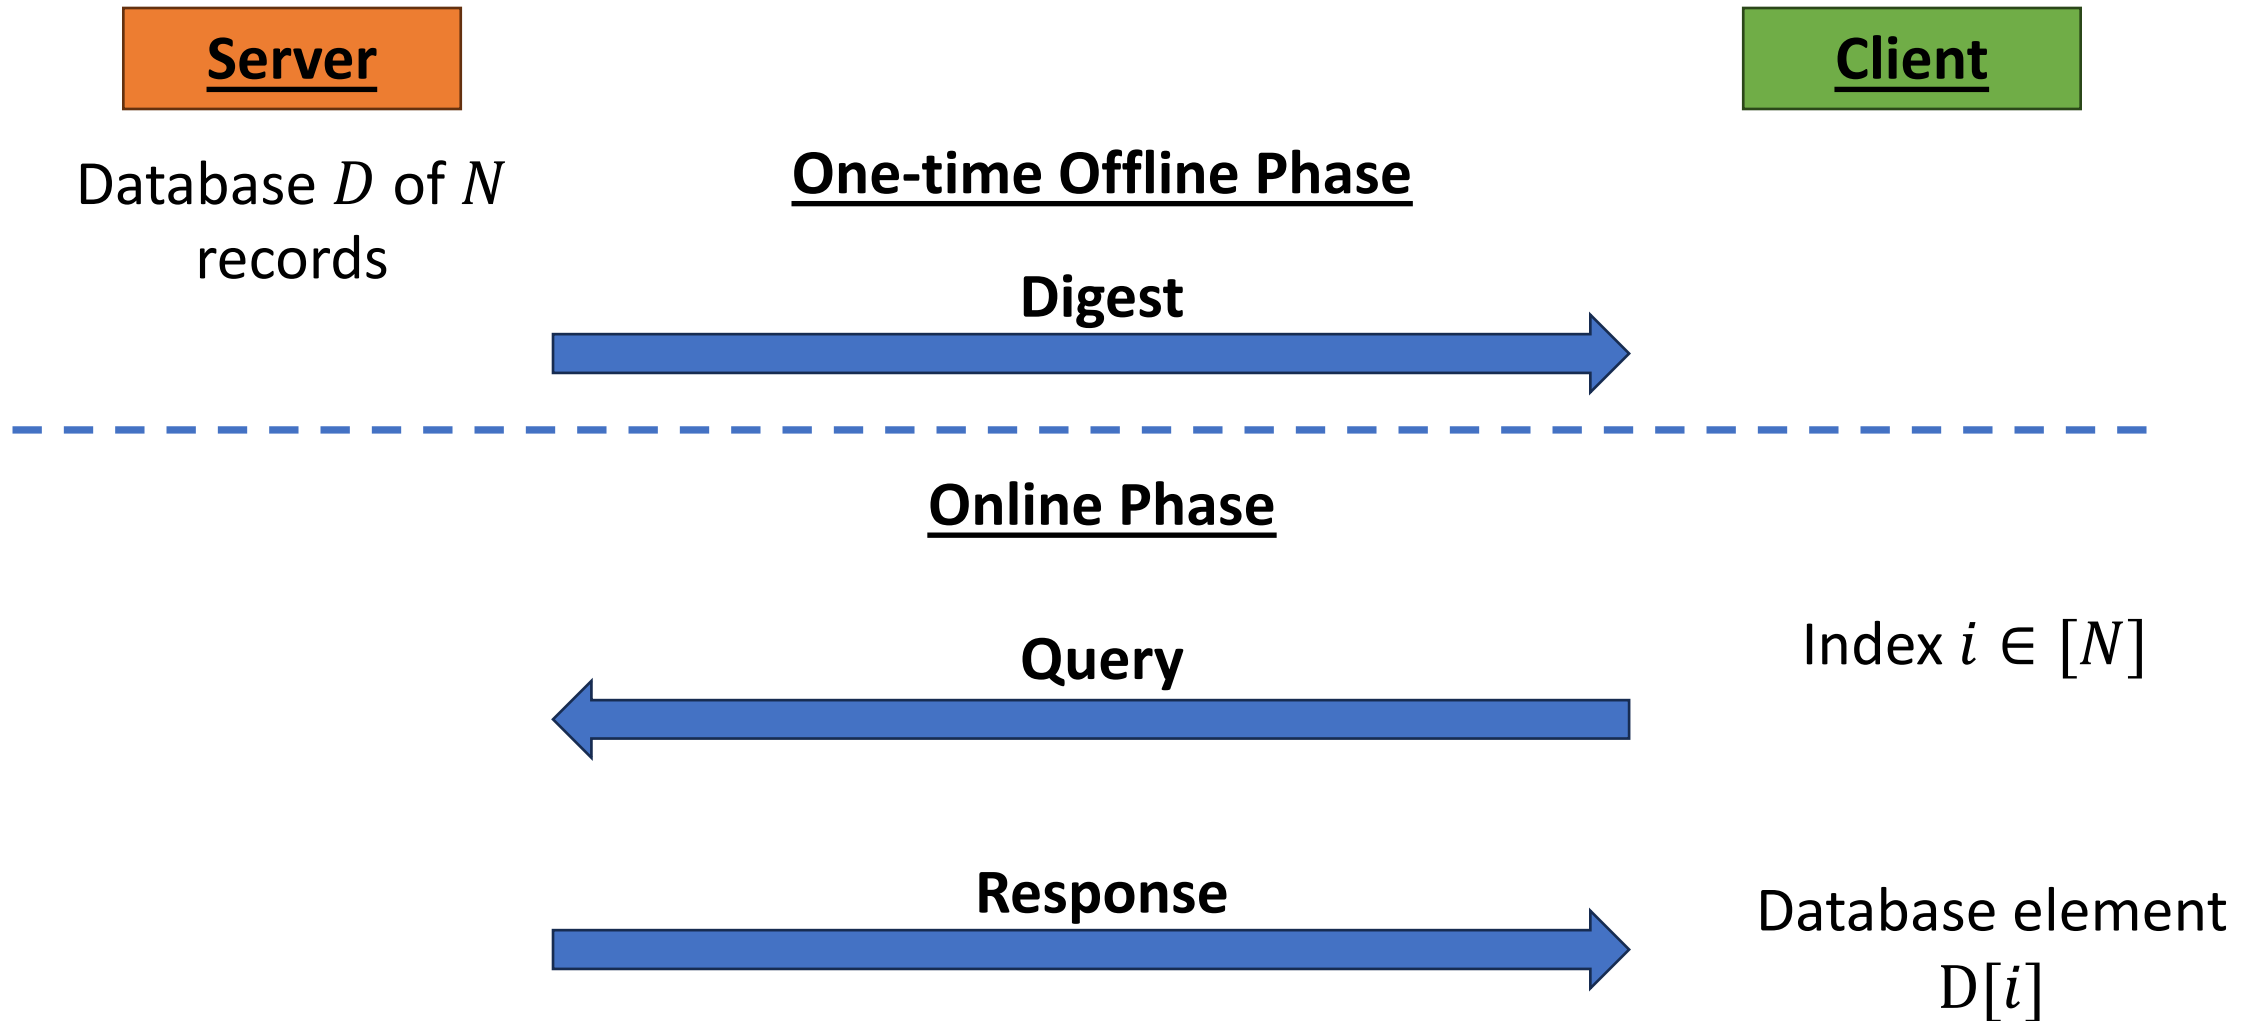 Server
Client
Database D of N
records
One-time Offline Phase
Digest
Online Phase
Query
Index i ∈ [N]
Response
Database element
D[i]